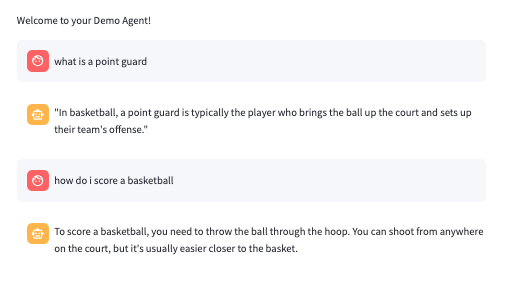 Welcome to your Demo Agent!
what is a point guard
"In basketball, a point guard is typically the player who brings the ball up the court and sets up
their team's offense."
how do i score a basketball
To score a basketball, you need to throw the ball through the hoop. You can shoot from anywhere
on the court, but it's usually easier closer to the basket.